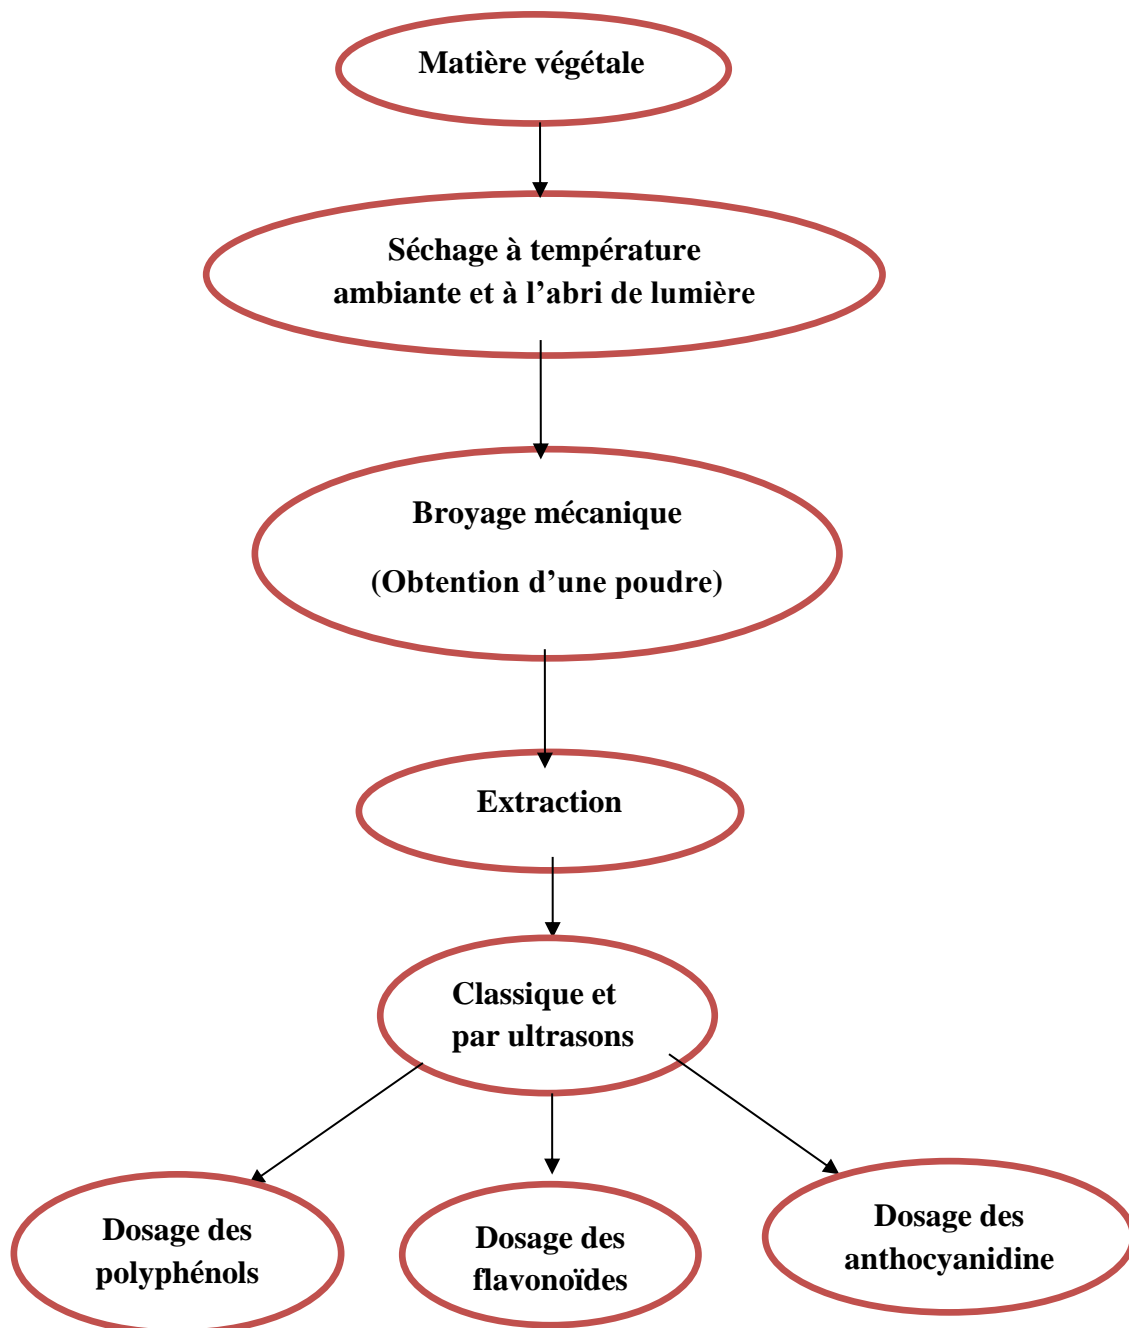 Matière végétale
Séchage à température
ambiante et à l’abri de lumière
Broyage mécanique
(Obtention d’une poudre)
Extraction
Classique et
par ultrasons
Dosage des
polyphénols
Dosage des
flavonoïdes
Dosage des
anthocyanidine